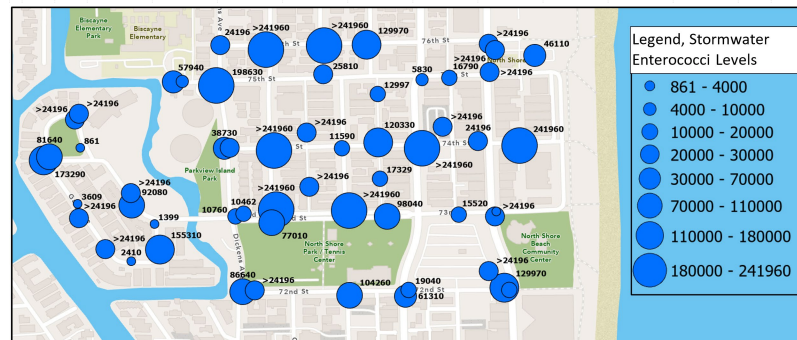 Biscayne
Elementary
Park
Biscayne
Elementary
24196
>241960
>241960
129970
76th St
>24196
46110
57940
198630
25810
75th
St
5830
>24196
16790
North Shore
>24196
12997
>24196
>24196
81640
861
173290
38730
>241960
>24196
11590
120330
>24196
24196
74th St
241960
>241960
Parkview Island
Park
>24196
17329
3609
>24196
>24196
92080
1399
10760
10462
>241960
>241960
98040
73rd
15520
>24196
77010
Dickens Ave
>24196
2410
155310
North Shore
Park / Tennis
Center
North Shore
Beach
Community
Center
86640
>24196
72nd St
104260
19040
61310
72nd St
>24196
129970
Legend, Stormwater
Enterococci Levels
861 - 4000
4000 - 10000
10000 - 20000
20000 - 30000
30000 - 70000
70000 - 110000
110000 - 180000
180000 - 241960